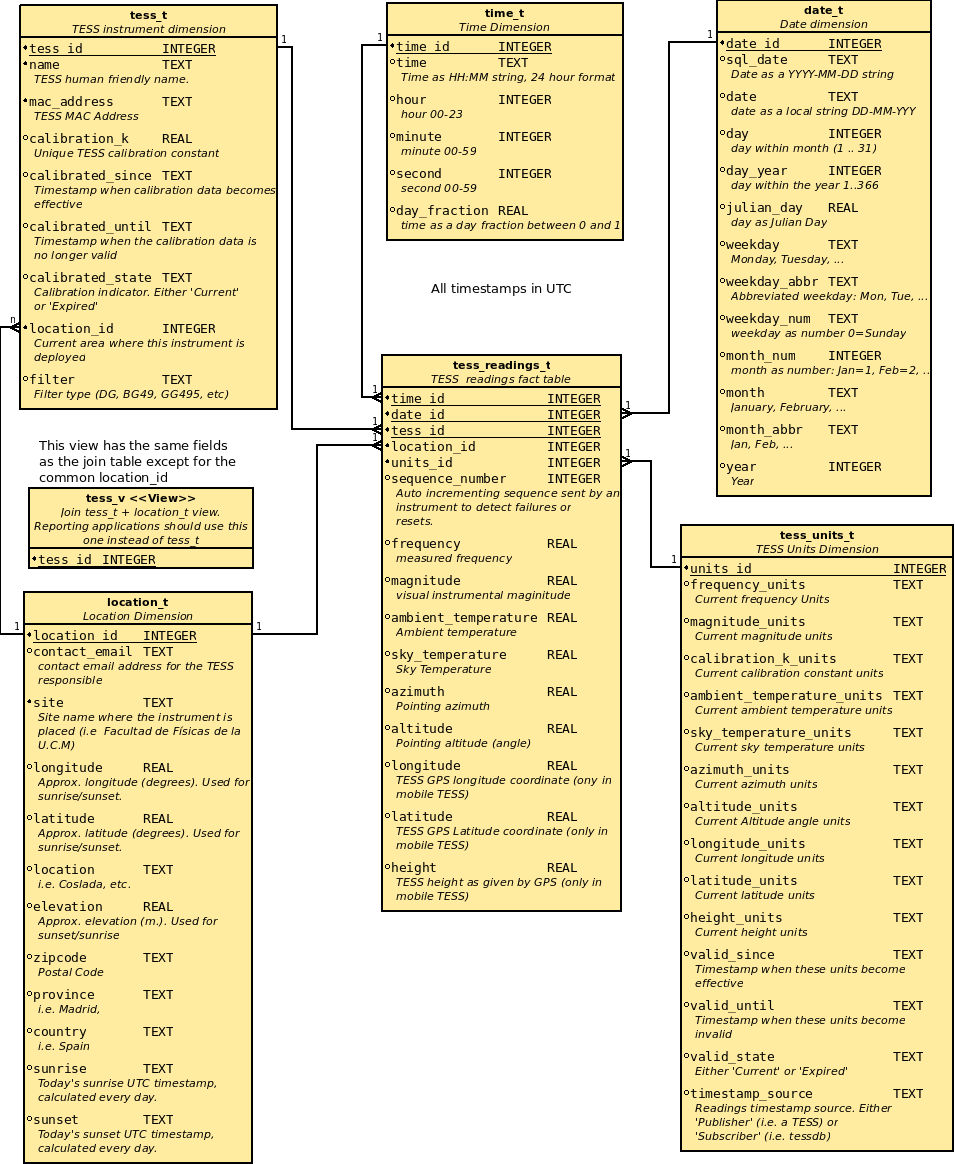 tess_t
TESS instrument dimension
1
tess_id INTEGER
name TEXT
TESS human friendly name.
mac_address TEXT
TESS MAC Address
calibration_k REAL
Unique TESS calibration constant
calibrated_since TEXT
Timestamp when calibration data becomes
effective
calibrated_until TEXT
Timestamp when the calibration data is
no longer valid
calibrated_state TEXT
Calibration indicator. Either 'Current'
or 'Expired'
n
location_id INTEGER
Current area where this instrument is
deployed
filter TEXT
Filter type (DG, BG49, GG495, etc)
time_t
Time Dimension
1
time_id INTEGER
time TEXT
Time as HH:MM string, 24 hour format
hour INTEGER
hour 00-23
minute INTEGER
minute 00-59
second INTEGER
second 00-59
day_fraction REAL
time as a day fraction between 0 and 1
date_t
Date dimension
1
date_id INTEGER
sql_date TEXT
Date as a YYYY-MM-DD string
date TEXT
date as a local string DD-MM-YYY
day INTEGER
day within month (1 .. 31)
day_year INTEGER
day within the year 1..366
julian_day REAL
day as Julian Day
weekday TEXT
Monday, Tuesday, ...
weekday_abbr TEXT
Abbreviated weekday: Mon, Tue, ...
weekday_num TEXT
weekday as number 0=Sunday
month_num INTEGER
month as number: Jan=1, Feb=2, ..
month TEXT
January, February, ...
month_abbr TEXT
Jan, Feb, ...
year INTEGER
Year
All timestamps in UTC
This view has the same fields
as the join table except for the
common location_id
tess_v <<View>>
Join tess_t + location_t view.
Reporting applications should use this
one instead of tess_t
tess_id INTEGER
location_t
Location Dimension
1
1
location_id INTEGER
contact_email TEXT
contact email address for the TESS
responsible
site TEXT
Site name where the instrument is
placed (i.e Facultad de Físicas de la
U.C.M)
longitude REAL
Approx. longitude (degrees). Used for
sunrise/sunset.
latitude REAL
Approx. latitude (degrees). Used for
sunrise/sunset.
location TEXT
i.e. Coslada, etc.
elevation REAL
Approx. elevation (m.). Used for
sunset/sunrise
zipcode TEXT
Postal Code
province TEXT
i.e. Madrid,
country TEXT
i.e. Spain
sunrise TEXT
Today's sunrise UTC timestamp,
calculated every day.
sunset TEXT
Today's sunset UTC timestamp,
calculated every day.
tess_readings_t
TESS readings fact table
1
time_id INTEGER
date_id INTEGER
1
1
tess_id INTEGER
1
location_id INTEGER
1
units_id INTEGER
sequence_number INTEGER
Auto incrementing sequence sent by an
instrument to detect failures or
resets.
frequency REAL
measured frequency
magnitude REAL
visual instrumental maginitude
ambient_temperature REAL
Ambient temperature
sky_temperature REAL
Sky Temperature
azimuth REAL
Pointing azimuth
altitude REAL
Pointing altitude (angle)
longitude REAL
TESS GPS longitude coordinate (ony in
mobile TESS)
latitude REAL
TESS GPS Latitude coordinate (only in
mobile TESS)
height REAL
TESS height as given by GPS (only in
mobile TESS)
tess_units_t
TESS Units Dimension
1
units_id INTEGER
frequency_units TEXT
Current frequency Units
magnitude_units TEXT
Current magnitude units
calibration_k_units TEXT
Current calibration constant units
ambient_temperature_units TEXT
Current ambient temperature units
sky_temperature_units TEXT
Current sky temperature units
azimuth_units TEXT
Current azimuth units
altitude_units TEXT
Current Altitude angle units
longitude_units TEXT
Current longitude units
latitude_units TEXT
Current latitude units
height_units TEXT
Current height units
valid_since TEXT
Timestamp when these units become
effective
valid_until TEXT
Timestamp when these units become
invalid
valid_state TEXT
Either 'Current' or 'Expired'
timestamp_source TEXT
Readings timestamp source. Either
'Publisher' (i.e. a TESS) or
'Subscriber' (i.e. tessdb)